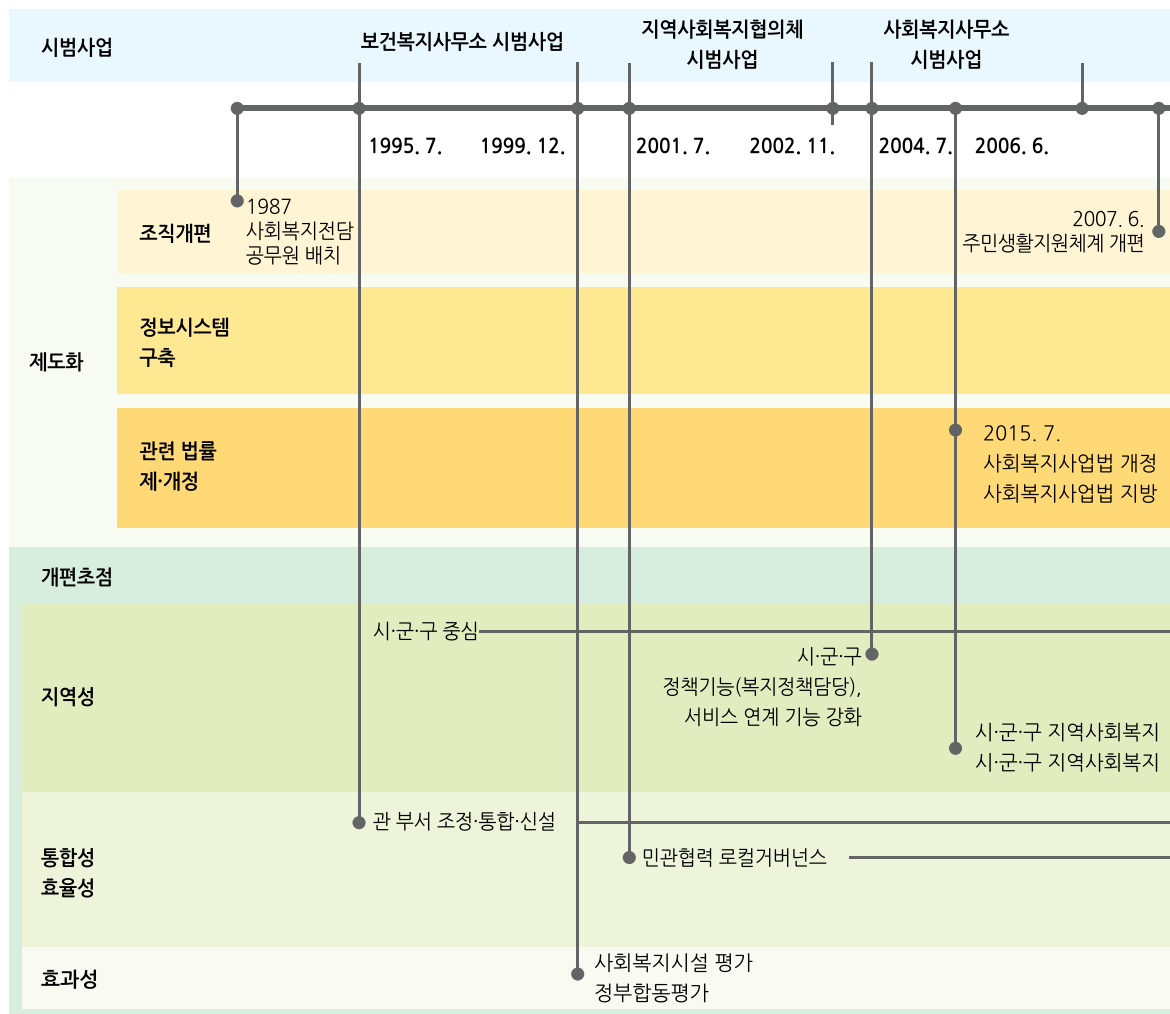 시범사업
보건복지사무소 시범사업
지역사회복지협의체
시범사업
사회복지사무소
시범사업
1995. 7.
1999. 12.
2001. 7.
2002. 11.
2004. 7.
2006. 6.
제도화
조직개편
1987
사회복지전담
공무원 배치
2007. 6.
주민생활지원체계 개편
정보시스템
구축
관련 법률
제·개정
2015. 7.
사회복지사업법 개정
사회복지사업법 지방
개편초점
지역성
시·군·구 중심
시·군·구
정책기능(복지정책담당),
서비스 연계 기능 강화
시·군·구 지역사회복지
시·군·구 지역사회복지
통합성
효율성
관 부서 조정·통합·신설
민관협력 로컬거버넌스
효과성
사회복지시설 평가
정부합동평가